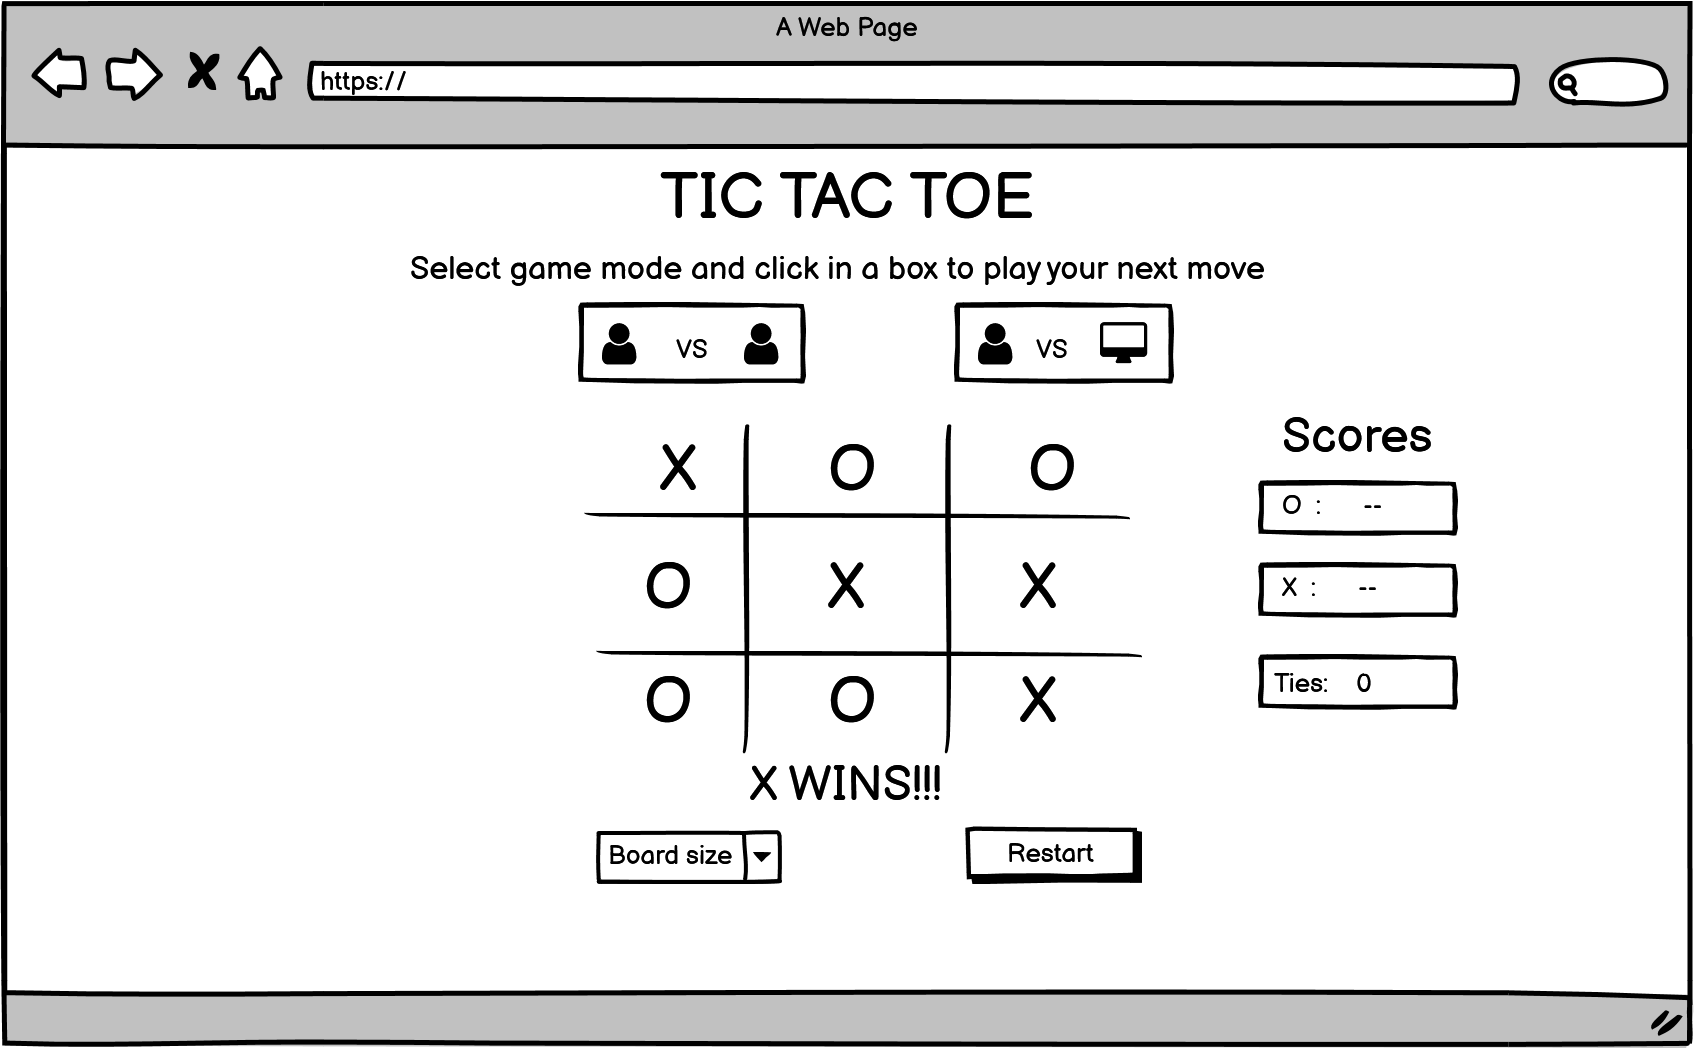 A Web Page
https://
TIC TAC TOE
Select game mode and click in a box to play your next move
VS
VS
X O O
O X X
O O X
Scores
O : --
X : --
Ties: 0
X WINS!!!
Board size
Restart